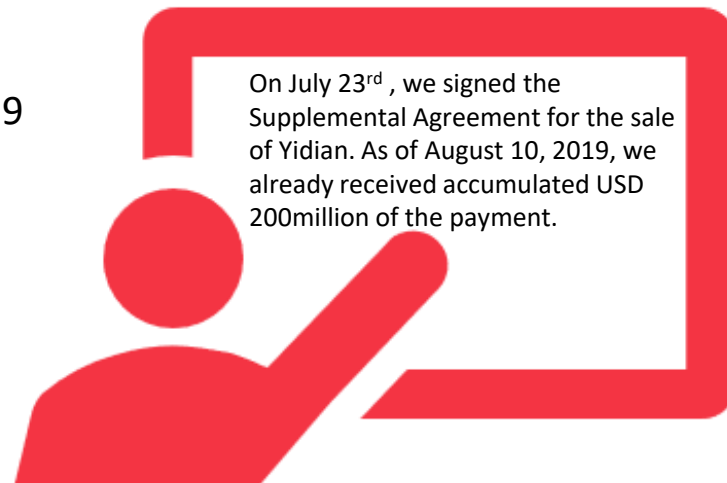 9
On July 23rd , we signed the
Supplemental Agreement for the sale
of Yidian. As of August 10, 2019, we
already received accumulated USD
200million of the payment.